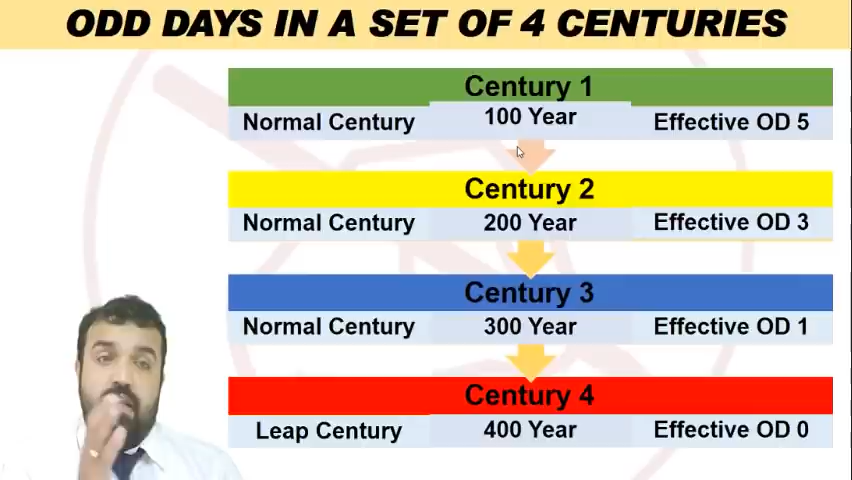 ODD DAYS IN A SET OF 4 CENTURIES
Century 1
Normal Century 100 Year Effective OD 5
Century 2
Normal Century 200 Year Effective OD 3
Century 3
Normal Century 300 Year Effective OD 1
Century 4
Leap Century 400 Year Effective OD 0